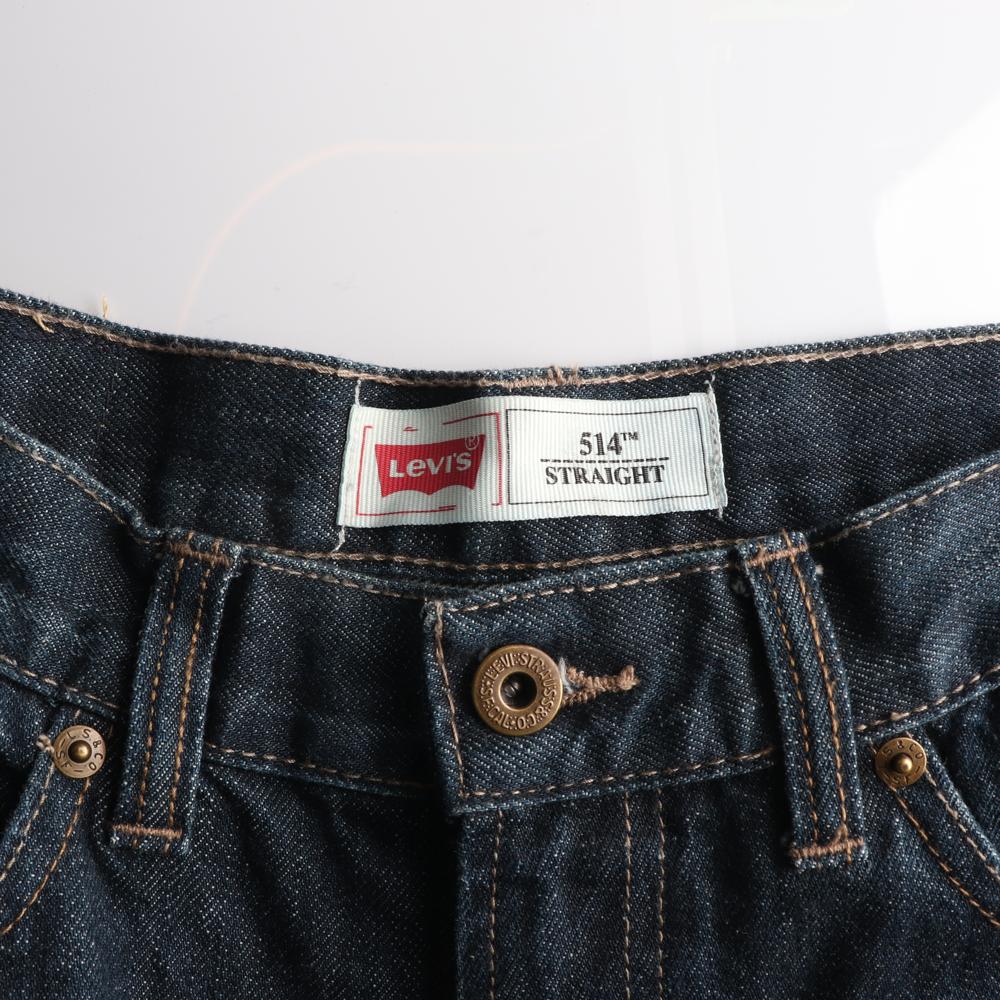 LEVI'S®
514™
STRAIGHT
LEVI STRAUSS & CO
L.S.&CO
S.F.
L.S.&CO